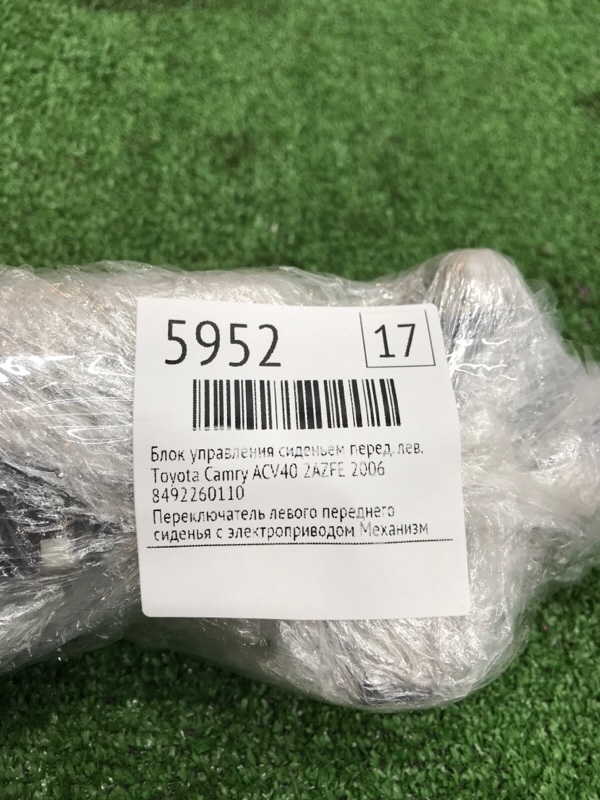 5952
17
Блок управления сиденьем перед. лев.
Toyota Camry ACV40 2AZFE 2006
8492260110
Переключатель левого переднего
сиденья с электроприводом Механизм